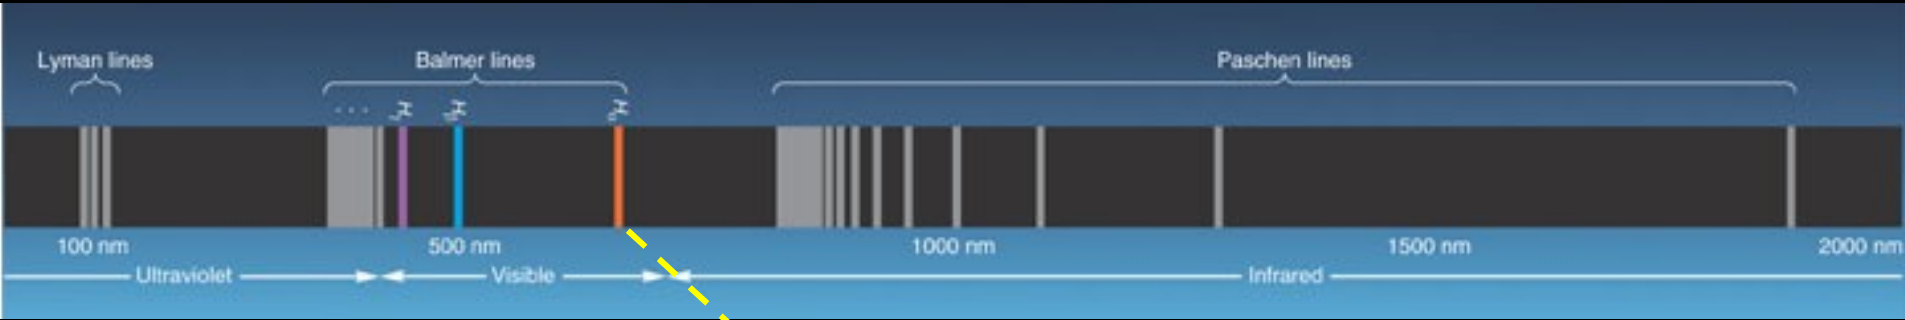 Lyman lines Balmer lines Paschen lines
. . .
100 nm 500 nm 1000 nm 1500 nm 2000 nm
Ultraviolet Visible Infrared